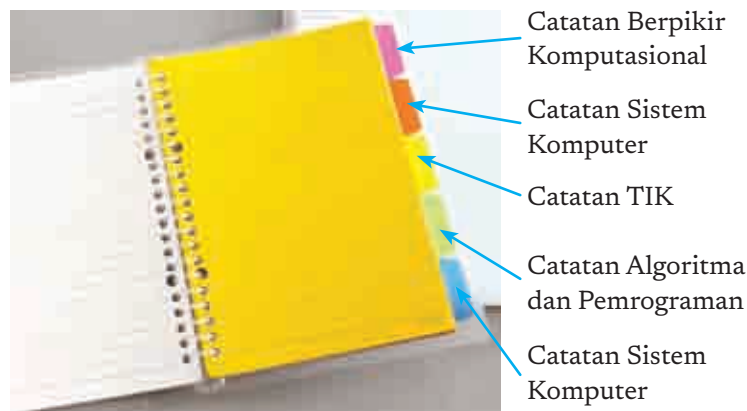 Catatan Berpikir
Komputasional
Catatan Sistem
Komputer
Catatan TIK
Catatan Algoritma
dan Pemrograman
Catatan Sistem
Komputer